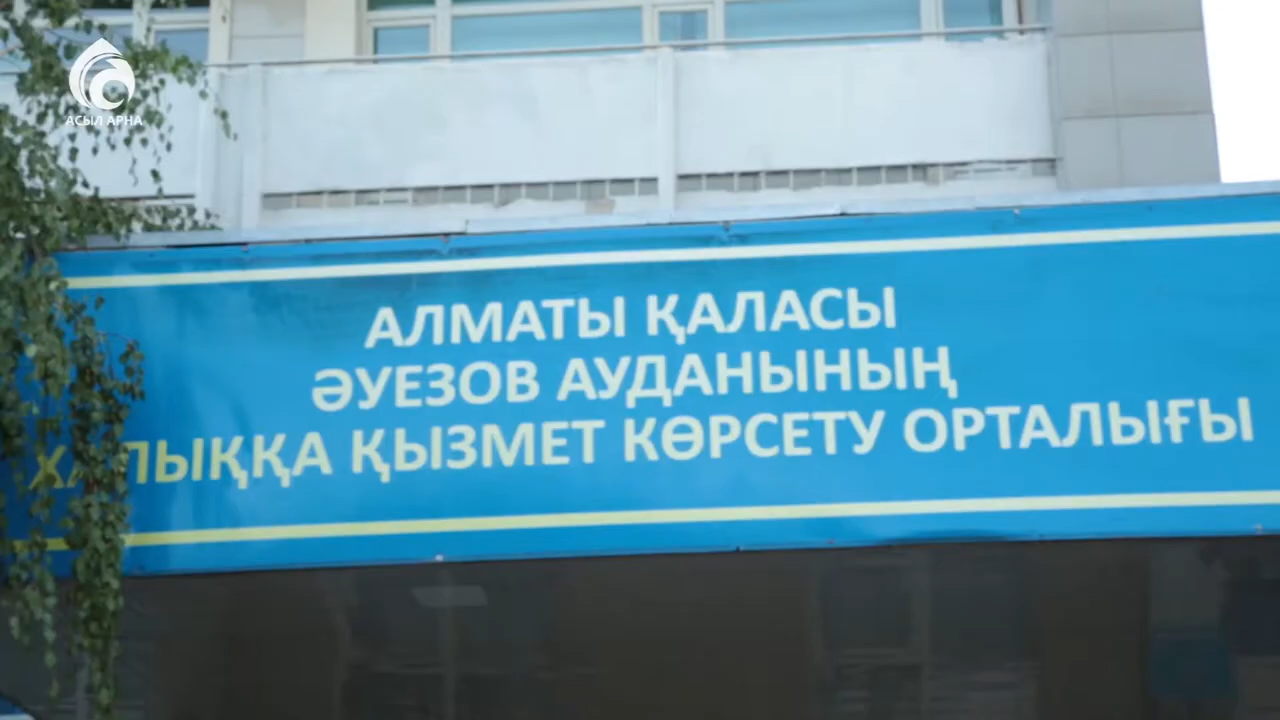 АСЫЛ АРНА
АЛМАТЫ ҚАЛАСЫ
ӘУЕЗОВ АУДАНЫНЫҢ
ХАЛЫҚҚА ҚЫЗМЕТ КӨРСЕТУ ОРТАЛЫҒЫ